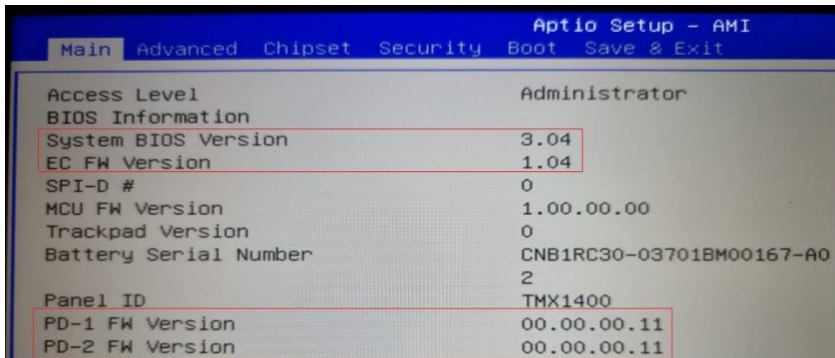 Aptio Setup - AMI
Main Advanced Chipset Security Boot Save & Exit
Access Level Administrator
BIOS Information
System BIOS Version 3.04
EC FW Version 1.04
SPI-D # 0
MCU FW Version 1.00.00.00
Trackpad Version 0
Battery Serial Number CNB1RC30-03701BM00167-A0
2
Panel ID TMX1400
PD-1 FW Version 00.00.00.11
PD-2 FW Version 00.00.00.11